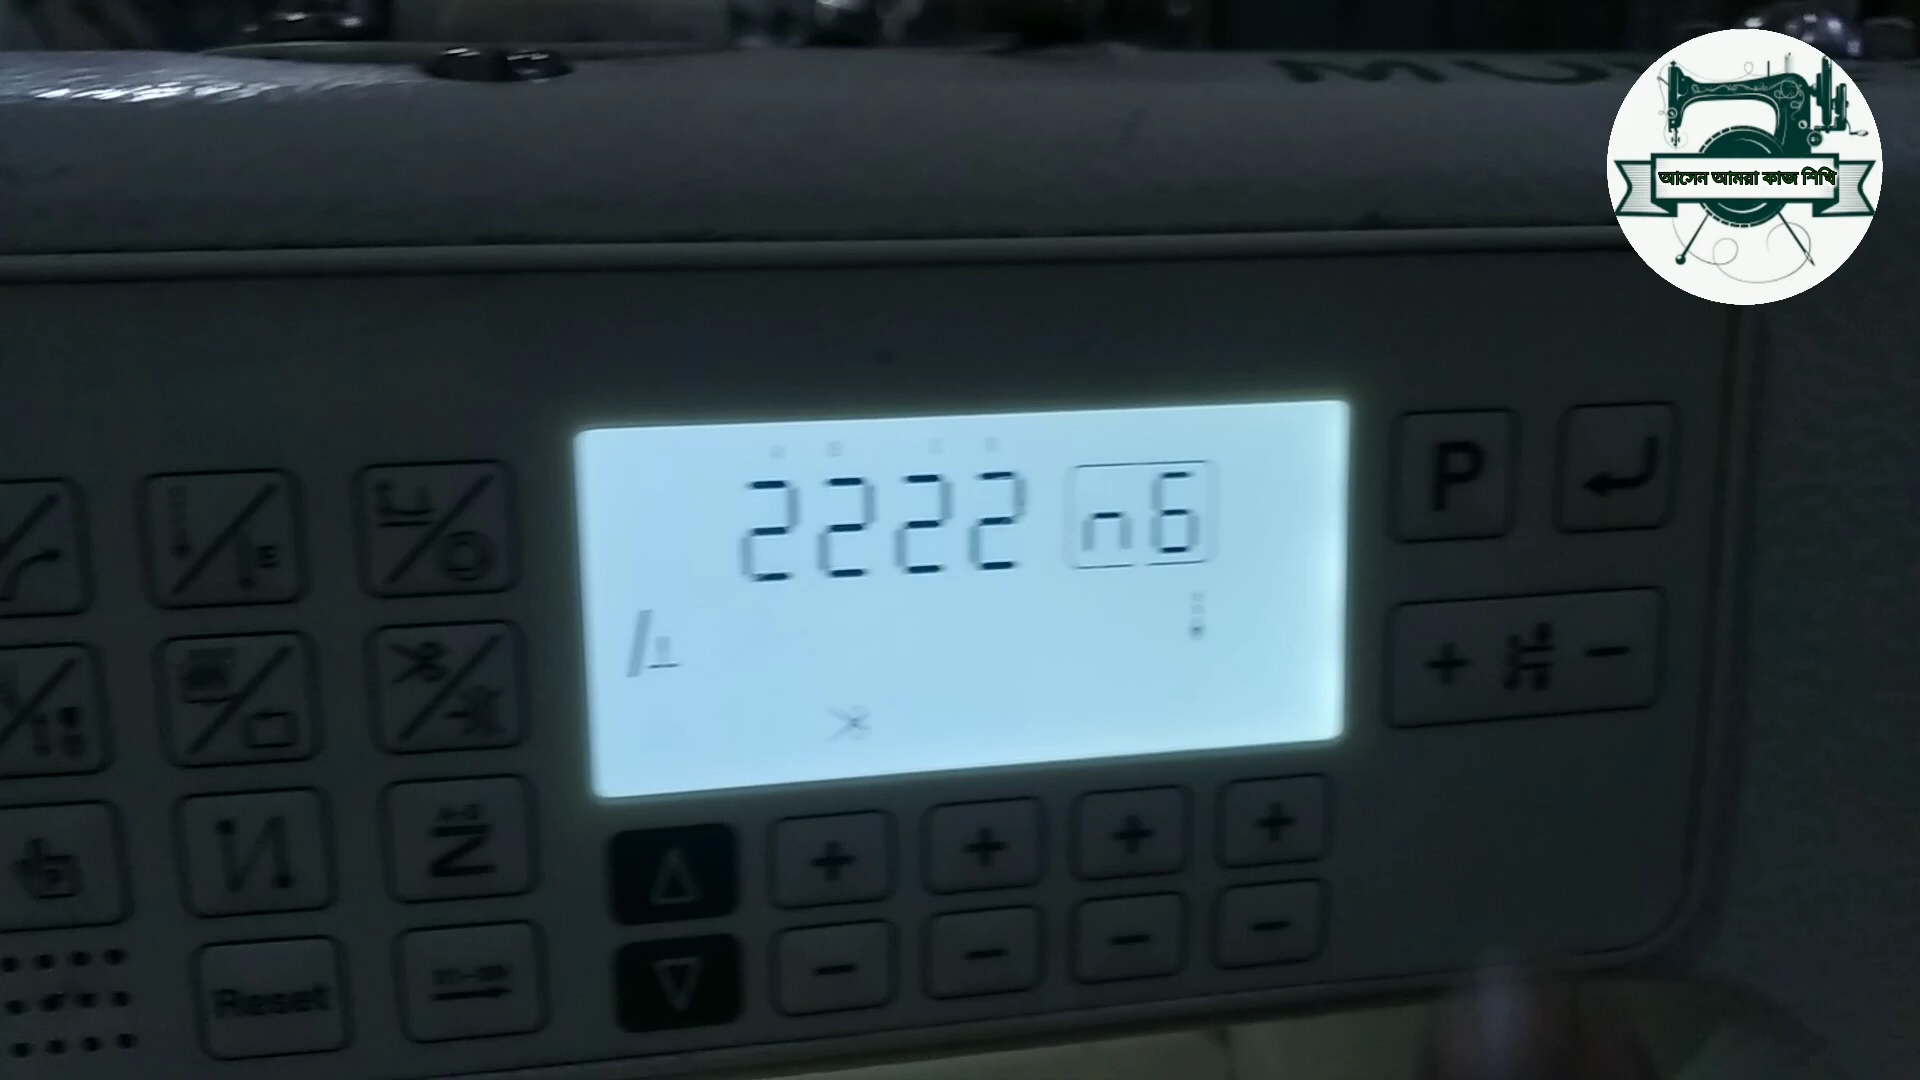 আসেন আমরা কাজ শিখি
2222 n6
P
+ -
+ + + +
- - - -
Reset